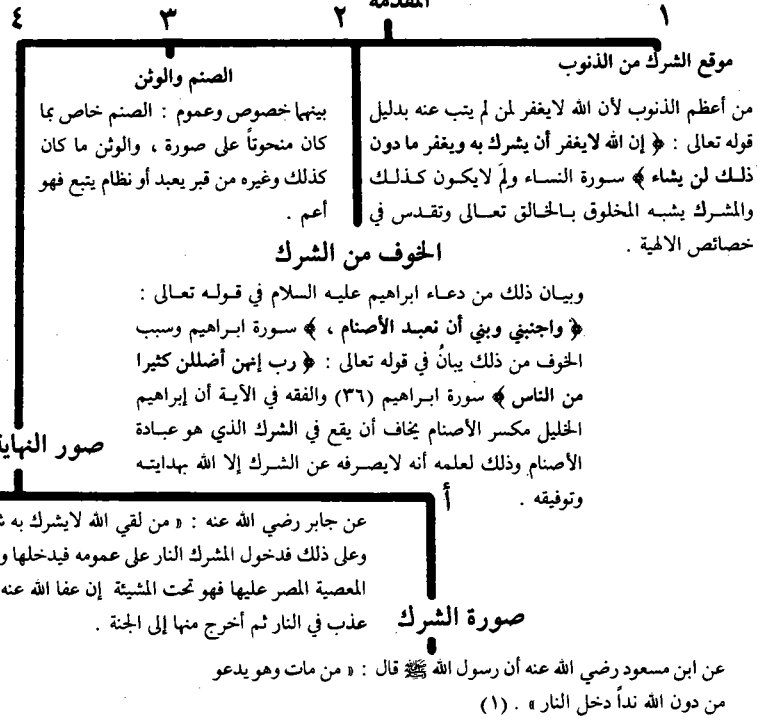 المقدمة
١ ٢ ٣ ٤
موقع الشرك من الذنوب
من أعظم الذنوب لأن الله لايغفر لمن لم يتب عنه بدليل
قوله تعالى : ﴿ إن الله لايغفر أن يشرك به ويغفر ما دون
ذلك لمن يشاء ﴾ سورة النساء ولم لايكون كذلك
والمشرك يشبه المخلوق بالخالق تعالى وتقدس في
خصائص الالهية .
الخوف من الشرك
وبيان ذلك من دعاء ابراهيم عليه السلام في قوله تعالى :
﴿ واجنبني وبني أن نعبد الأصنام ، ﴾ سورة ابراهيم وسبب
الخوف من ذلك يبانُ في قوله تعالى : ﴿ رب إنهن أضللن كثيرا
من الناس ﴾ سورة ابراهيم (٣٦) والفقه في الآية أن إبراهيم
الخليل مكسر الأصنام يخاف أن يقع في الشرك الذي هو عبادة
الأصنام وذلك لعلمه أنه لايصرفه عن الشرك إلا الله بهدايته
وتوفيقه .
الصنم والوثن
بينهما خصوص وعموم : الصنم خاص بما
كان منحوتاً على صورة ، والوثن ما كان
كذلك وغيره من قبر يعبد أو نظام يتبع فهو
أعم .
صور النهاية
أ
صورة الشرك
عن ابن مسعود رضي الله عنه أن رسول الله ﷺ قال : « من مات وهو يدعو
من دون الله نداً دخل النار » . (١)
عن جابر رضي الله عنه : « من لقي الله لايشرك به
وعلى ذلك فدخول المشرك النار على عمومه فيدخلها
المعصية المصر عليها فهو تحت المشيئة إن عفا الله عنه
عذب في النار ثم أخرج منها إلى الجنة .